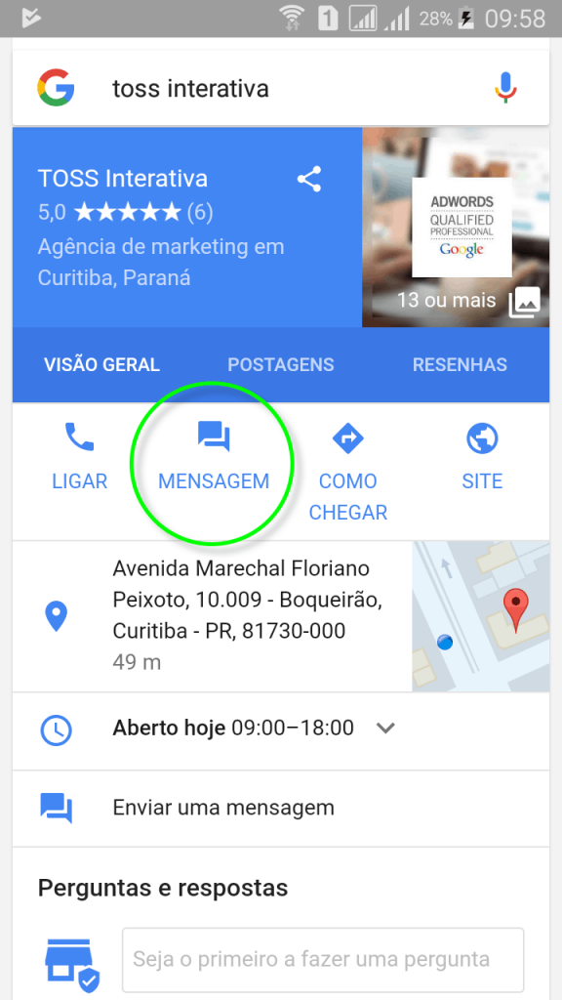 1 28% 09:58
toss interativa
TOSS Interativa
5,0 ★★★★★ (6)
Agência de marketing em
Curitiba, Paraná
ADWORDS
QUALIFIED
PROFESSIONAL
Google
13 ou mais
VISÃO GERAL POSTAGENS RESENHAS
LIGAR MENSAGEM COMO CHEGAR SITE
Avenida Marechal Floriano
Peixoto, 10.009 - Boqueirão,
Curitiba - PR, 81730-000
49 m
Aberto hoje 09:00–18:00
Enviar uma mensagem
Perguntas e respostas
Seja o primeiro a fazer uma pergunta